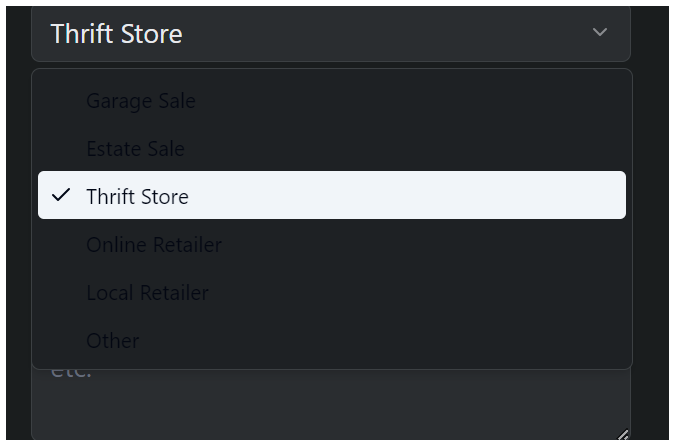 Thrift Store
Garage Sale
Estate Sale
Thrift Store
Online Retailer
Local Retailer
Other
etc.